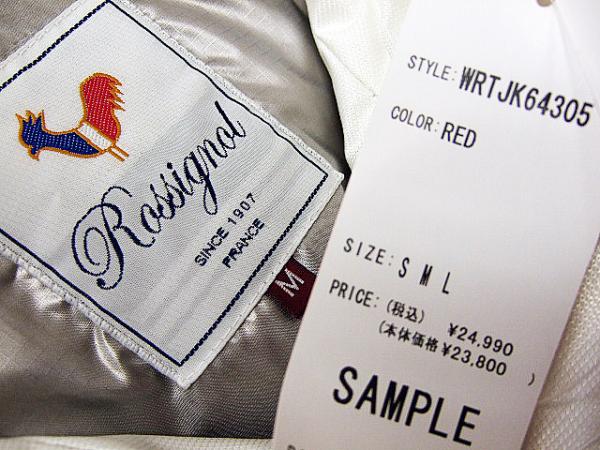 Rossignol
SINCE 1907
FRANCE
M
STYLE: WRTJK64305
COLOR: RED
SIZE: S M L
PRICE: (税込) ¥24,990
(本体価格 ¥23,800 )
SAMPLE